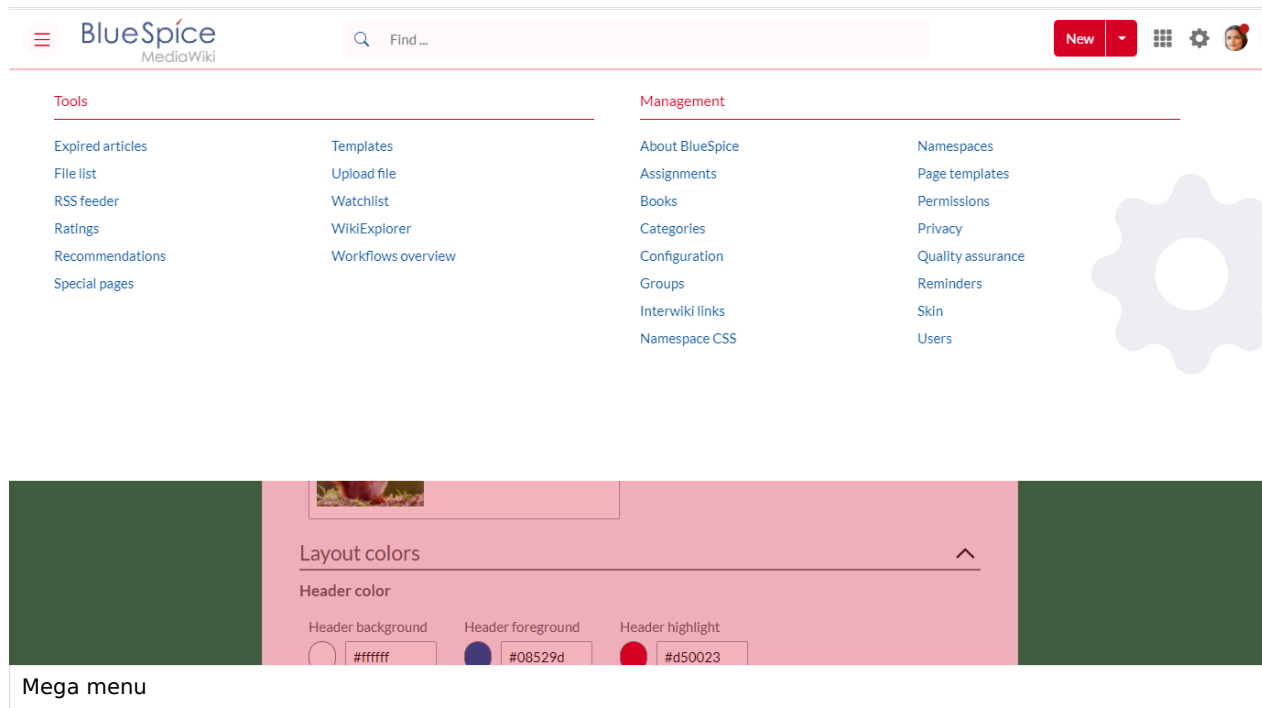 BlueSpice
MediaWiki
Find ...
New
Tools
Management
Expired articles
Templates
About BlueSpice
Namespaces
File list
Upload file
Assignments
Page templates
RSS feeder
Watchlist
Books
Permissions
Ratings
WikiExplorer
Categories
Privacy
Recommendations
Workflows overview
Configuration
Quality assurance
Special pages
Groups
Reminders
Interwiki links
Skin
Namespace CSS
Users
Layout colors
Header color
Header background
Header foreground
Header highlight
#ffffff
#08529d
#d50023
Mega menu